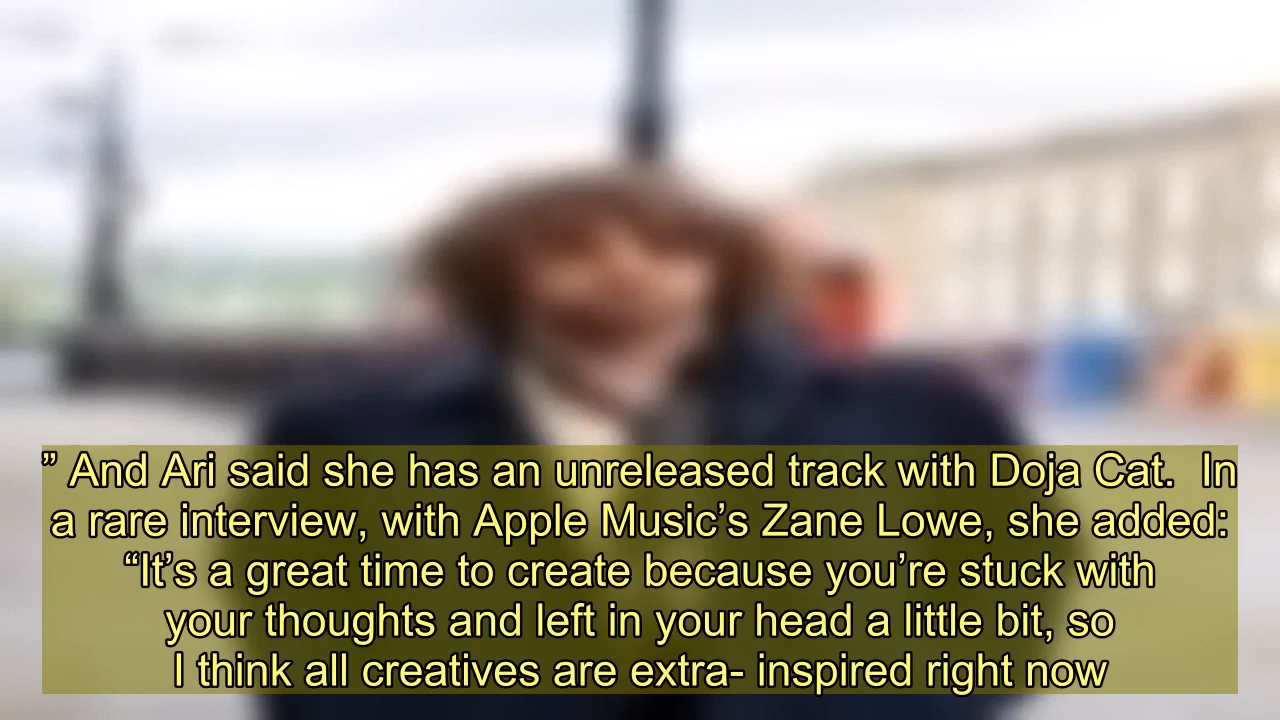 ” And Ari said she has an unreleased track with Doja Cat.  In
a rare interview, with Apple Music’s Zane Lowe, she added:
“It’s a great time to create because you’re stuck with
your thoughts and left in your head a little bit, so
I think all creatives are extra- inspired right now